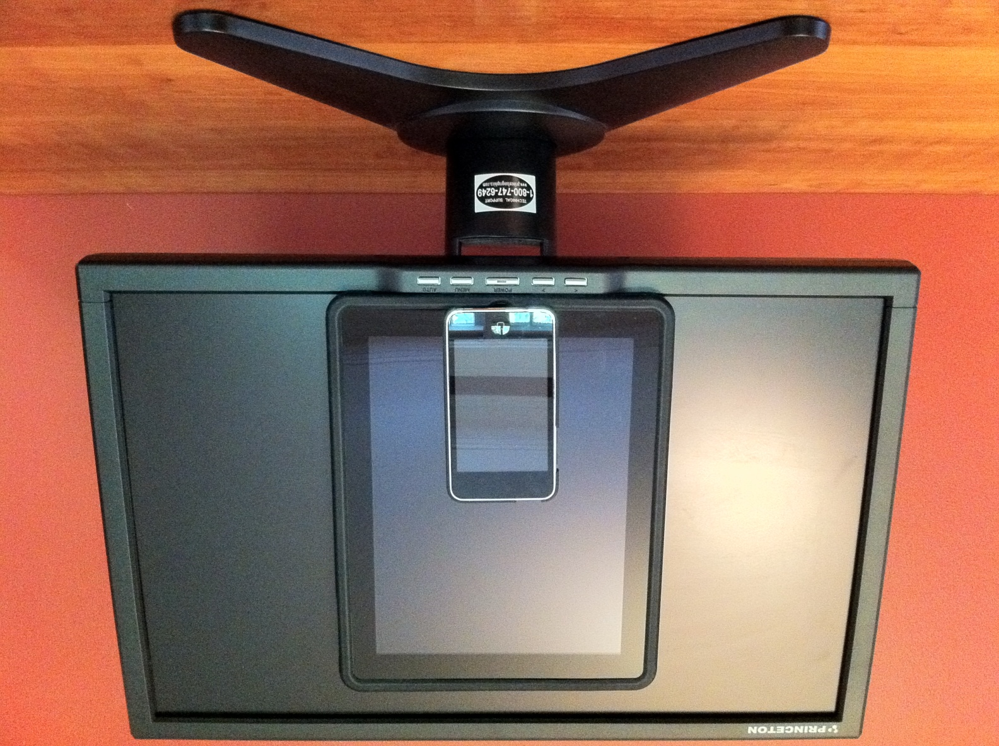 PRINCETON
AUTO MENU POWER > <
TECHNICAL SUPPORT
1-800-747-6249
www.princetongraphics.com